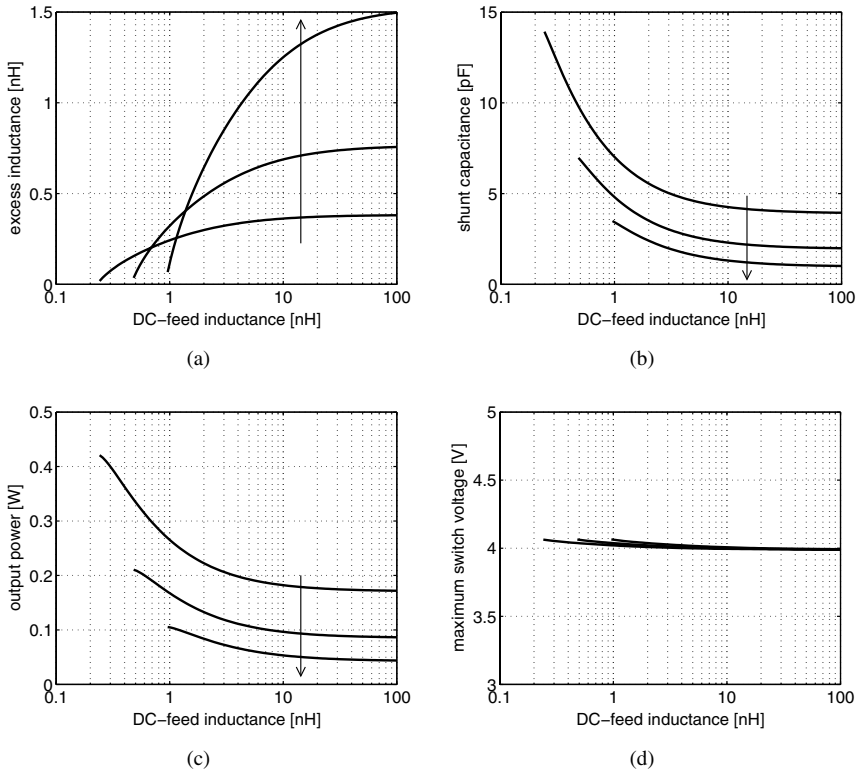 1.5
1
0.5
0
0.1
1
10
100
excess inductance [nH]
DC−feed inductance [nH]
(a)
15
10
5
0
0.1
1
10
100
shunt capacitance [pF]
DC−feed inductance [nH]
(b)
0.5
0.4
0.3
0.2
0.1
0
0.1
1
10
100
output power [W]
DC−feed inductance [nH]
(c)
5
4.5
4
3.5
3
0.1
1
10
100
maximum switch voltage [V]
DC−feed inductance [nH]
(d)